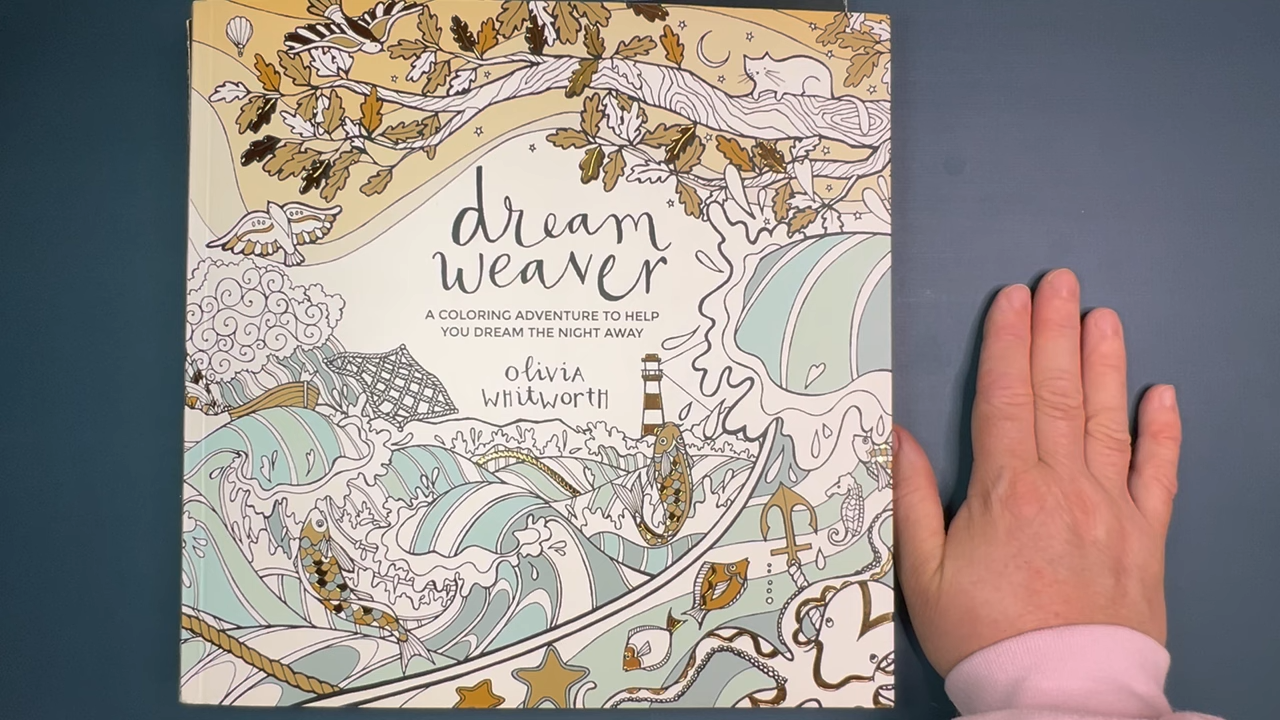 dream
weaver
A COLORING ADVENTURE TO HELP
YOU DREAM THE NIGHT AWAY
olivia
WHITWORTH